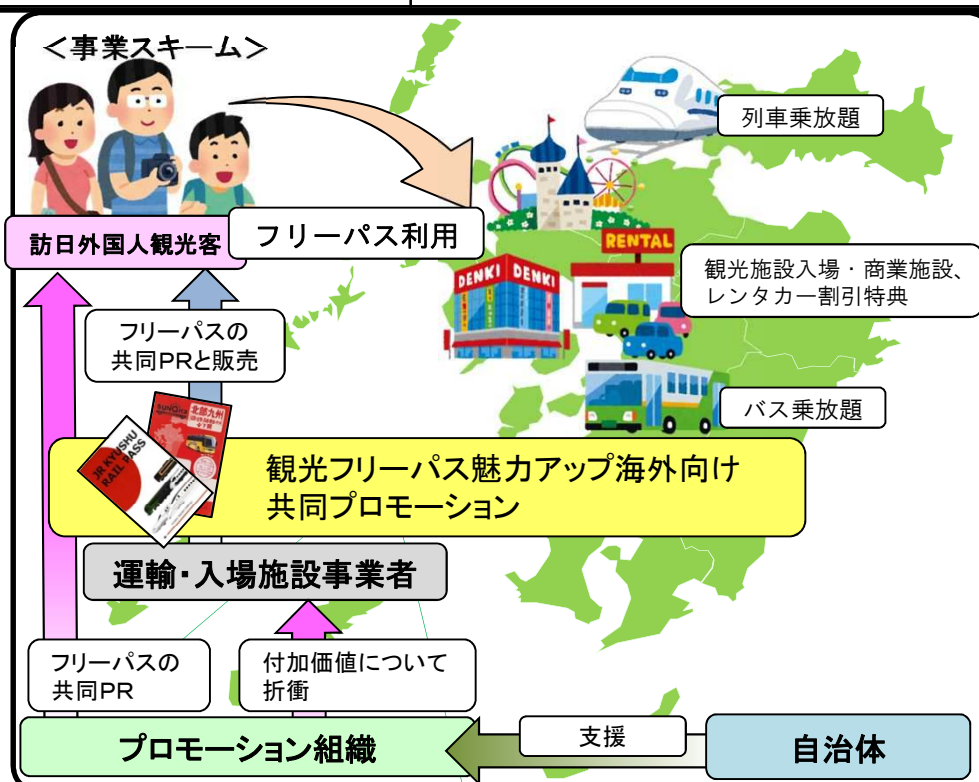 ＜事業スキーム＞
列車乗放題
訪日外国人観光客
フリーパス利用
RENTAL
DENKI DENKI
観光施設入場・商業施設、
レンタカー割引特典
フリーパスの
共同PRと販売
バス乗放題
北部九州
JR KYUSHU
RAIL PASS
観光フリーパス魅力アップ海外向け
共同プロモーション
運輸・入場施設事業者
フリーパスの
共同PR
付加価値について
折衝
プロモーション組織
支援
自治体